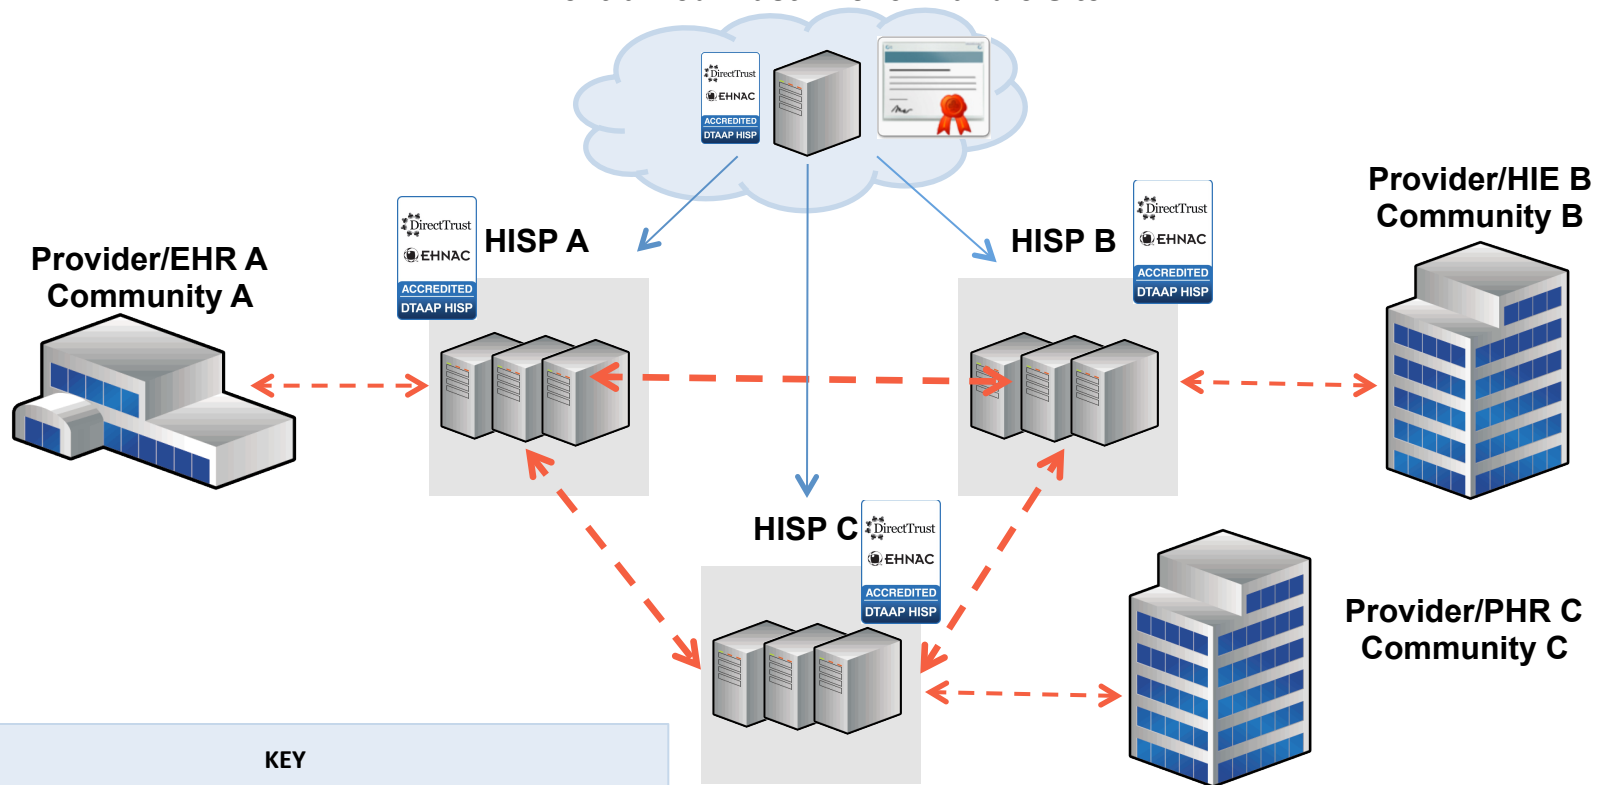 DirectTrust
EHNAC
ACCREDITED
DTAAP HISP
Provider/HIE B
Community B
DirectTrust
EHNAC
ACCREDITED
DTAAP HISP
HISP A
HISP B
DirectTrust
EHNAC
ACCREDITED
DTAAP HISP
Provider/EHR A
Community A
HISP C
DirectTrust
EHNAC
ACCREDITED
DTAAP HISP
Provider/PHR C
Community C
KEY